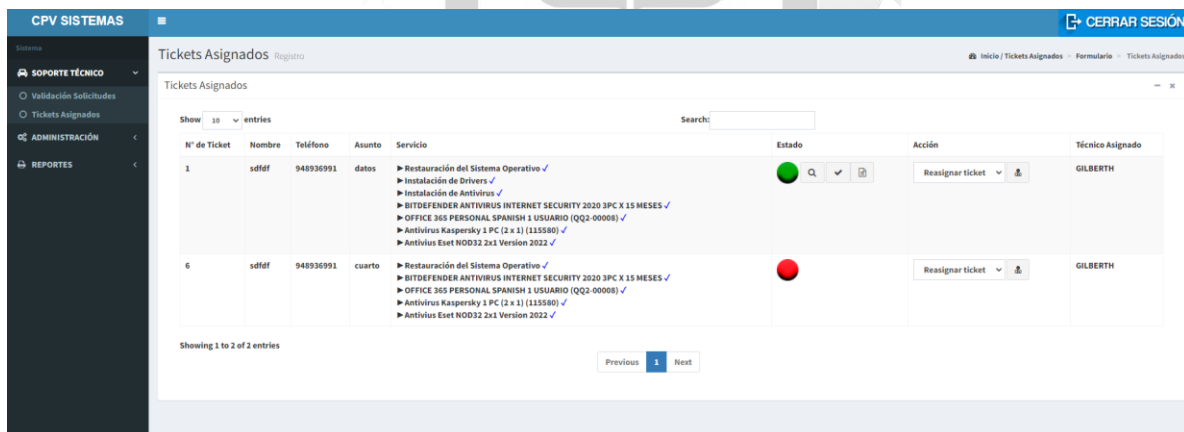 CPV SISTEMAS
CERRAR SESIÓN
Sistema
SOPORTE TÉCNICO
Validación Solicitudes
Tickets Asignados
ADMINISTRACIÓN
REPORTES
Tickets Asignados Registro
Inicio / Tickets Asignados > Formulario > Tickets Asignados
Tickets Asignados
Show 10 entries Search:
N° de Ticket Nombre Teléfono Asunto Servicio Estado Acción Técnico Asignado
1 sdfdf 948936991 datos ►Restauración del Sistema Operativo ✓ Reasignar ticket GILBERTH
►Instalación de Drivers ✓
►Instalación de Antivirus ✓
►BITDEFENDER ANTIVIRUS INTERNET SECURITY 2020 3PC X 15 MESES ✓
►OFFICE 365 PERSONAL SPANISH 1 USUARIO (QQ2-00008) ✓
►Antivirus Kaspersky 1 PC (2 x 1) (115580) ✓
►Antivius Eset NOD32 2x1 Version 2022 ✓
6 sdfdf 948936991 cuarto ►Restauración del Sistema Operativo ✓ Reasignar ticket GILBERTH
►BITDEFENDER ANTIVIRUS INTERNET SECURITY 2020 3PC X 15 MESES ✓
►OFFICE 365 PERSONAL SPANISH 1 USUARIO (QQ2-00008) ✓
►Antivirus Kaspersky 1 PC (2 x 1) (115580) ✓
►Antivius Eset NOD32 2x1 Version 2022 ✓
Showing 1 to 2 of 2 entries
Previous 1 Next